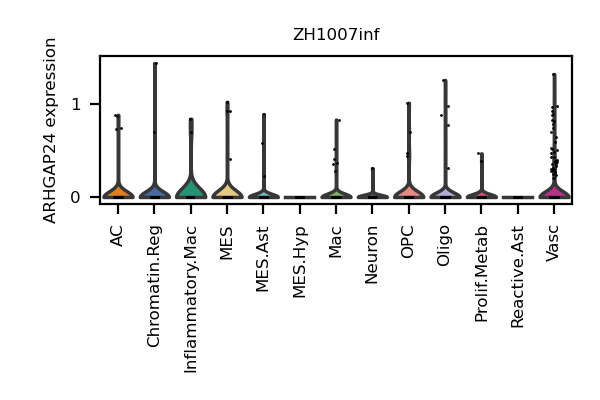 ZH1007inf
ARHGAP24 expression
1
0
AC
Chromatin.Reg
Inflammatory.Mac
MES
MES.Ast
MES.Hyp
Mac
Neuron
OPC
Oligo
Prolif.Metab
Reactive.Ast
Vasc